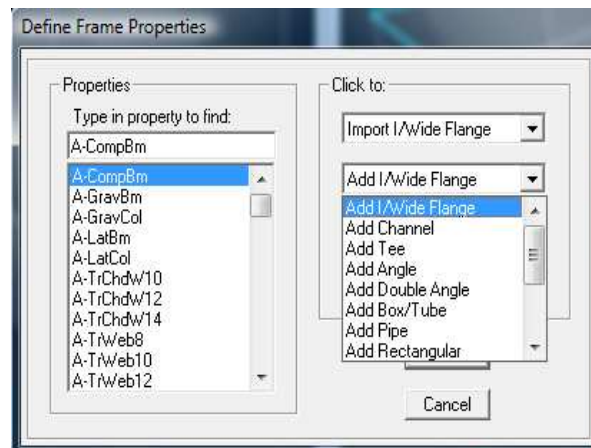 Define Frame Properties
Properties
Type in property to find:
A-CompBm
A-CompBm
A-GravBm
A-GravCol
A-LatBm
A-LatCol
A-TrChdW10
A-TrChdW12
A-TrChdW14
A-TrWeb8
A-TrWeb10
A-TrWeb12
Click to:
Import I/Wide Flange
Add I/Wide Flange
Add I/Wide Flange
Add Channel
Add Tee
Add Angle
Add Double Angle
Add Box/Tube
Add Pipe
Add Rectangular
Cancel